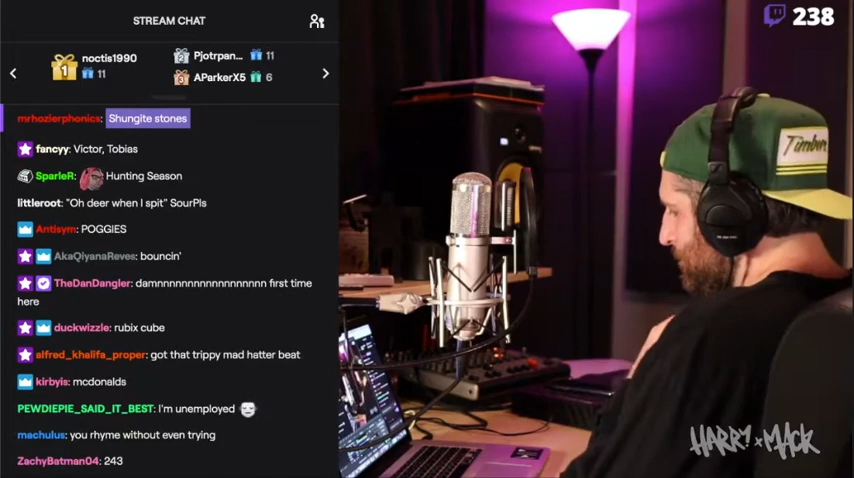 STREAM CHAT
238
1 noctis1990 11
2 Pjotrpan... 11
3 AParkerX5 6
mrhozierphonics: Shungite stones
fancyy: Victor, Tobias
SparleR: Hunting Season
littleroot: "Oh deer when I spit" SourPls
Antisym: POGGIES
AkaQiyanaReves: bouncin'
TheDanDangler: damnnnnnnnnnnnnnnnnnnn first time
here
duckwizzle: rubix cube
alfred_khalifa_proper: got that trippy mad hatter beat
kirbyis: mcdonalds
PEWDIEPIE_SAID_IT_BEST: I'm unemployed
machulus: you rhyme without even trying
ZachyBatman04: 243
HARRY MACK